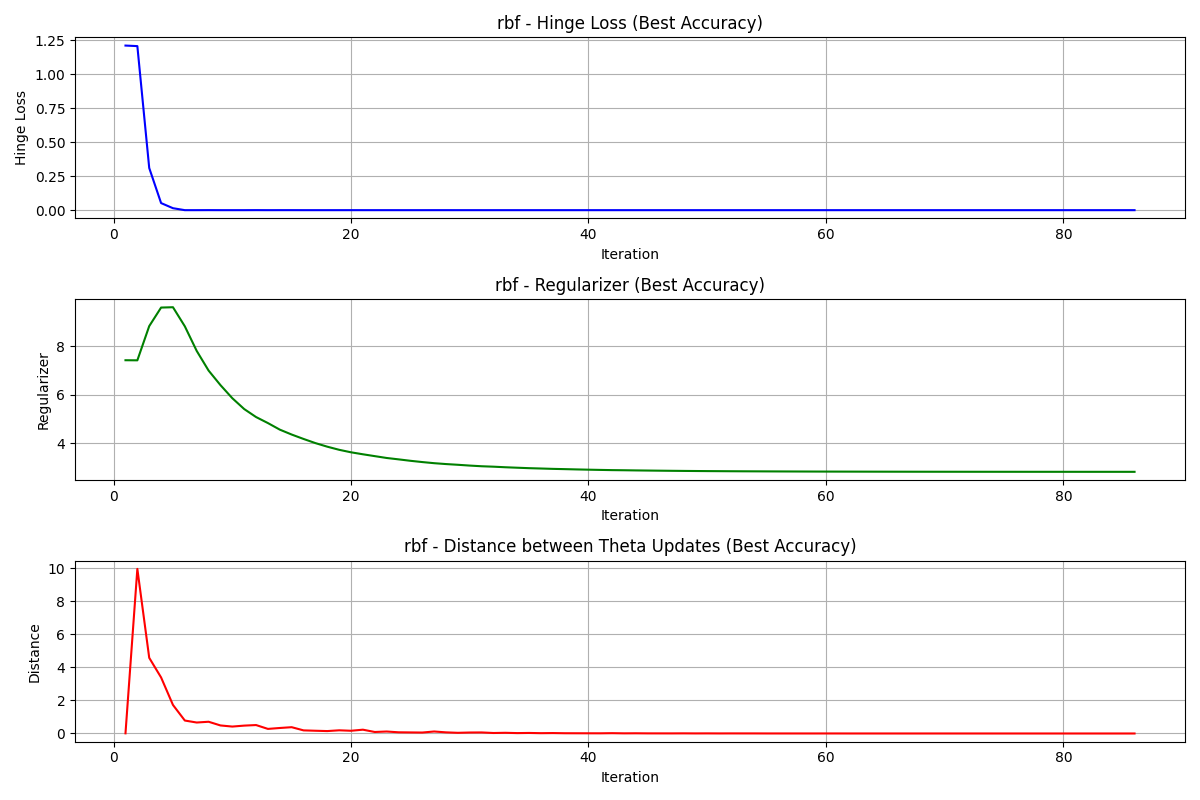 rbf - Hinge Loss (Best Accuracy)
Hinge Loss
1.25
1.00
0.75
0.50
0.25
0.00
0 20 40 60 80
Iteration
rbf - Regularizer (Best Accuracy)
Regularizer
8
6
4
0 20 40 60 80
Iteration
rbf - Distance between Theta Updates (Best Accuracy)
Distance
10
8
6
4
2
0
0 20 40 60 80
Iteration